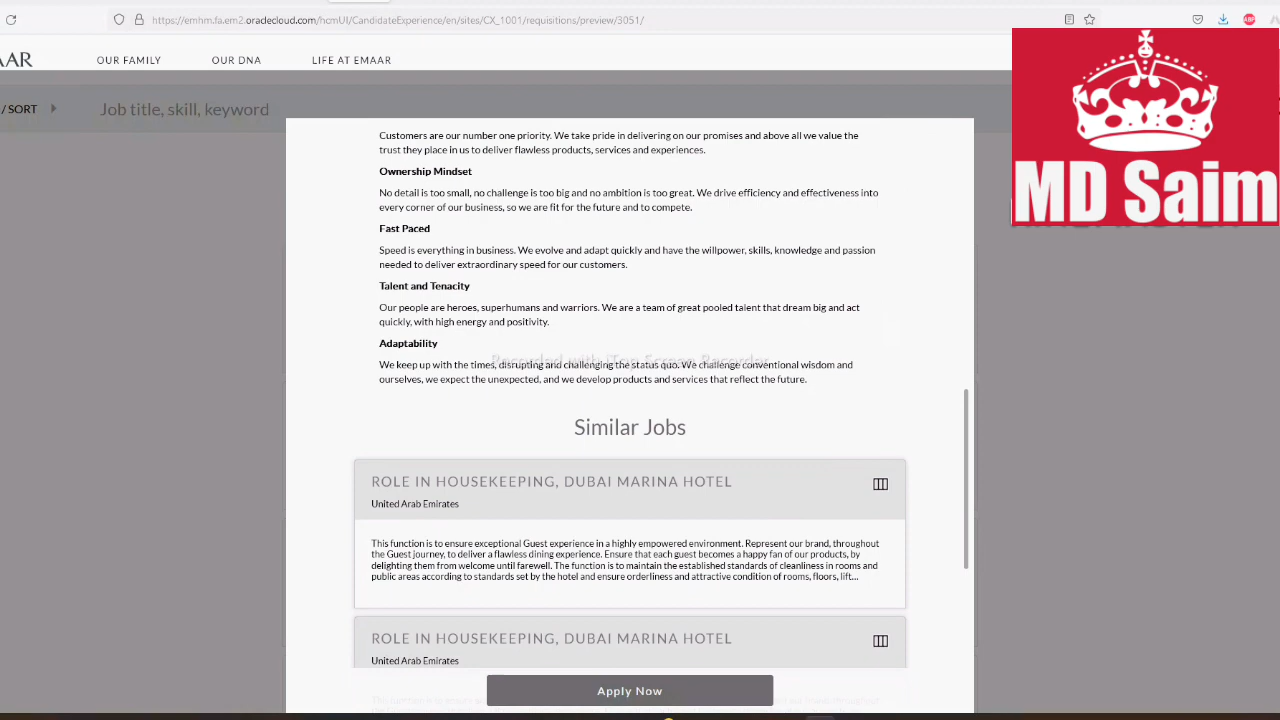 https://emhm.fa.em2.oraclecloud.com/hcmUI/CandidateExperience/en/sites/CX_1001/requisitions/preview/3051/
ABP
AAR
OUR FAMILY
OUR DNA
LIFE AT EMAAR
/ SORT
Job title, skill, keyword
MD Saim
Customers are our number one priority. We take pride in delivering on our promises and above all we value the
trust they place in us to deliver flawless products, services and experiences.
Ownership Mindset
No detail is too small, no challenge is too big and no ambition is too great. We drive efficiency and effectiveness into
every corner of our business, so we are fit for the future and to compete.
Fast Paced
Speed is everything in business. We evolve and adapt quickly and have the willpower, skills, knowledge and passion
needed to deliver extraordinary speed for our customers.
Talent and Tenacity
Our people are heroes, superhumans and warriors. We are a team of great pooled talent that dream big and act
quickly, with high energy and positivity.
Adaptability
Recorded with iTop Screen Recorder
We keep up with the times, disrupting and challenging the status quo. We challenge conventional wisdom and
ourselves, we expect the unexpected, and we develop products and services that reflect the future.
Similar Jobs
ROLE IN HOUSEKEEPING, DUBAI MARINA HOTEL
United Arab Emirates
This function is to ensure exceptional Guest experience in a highly empowered environment. Represent our brand, throughout
the Guest journey, to deliver a flawless dining experience. Ensure that each guest becomes a happy fan of our products, by
delighting them from welcome until farewell. The function is to maintain the established standards of cleanliness in rooms and
public areas according to standards set by the hotel and ensure orderliness and attractive condition of rooms, floors, lift...
ROLE IN HOUSEKEEPING, DUBAI MARINA HOTEL
United Arab Emirates
Apply Now